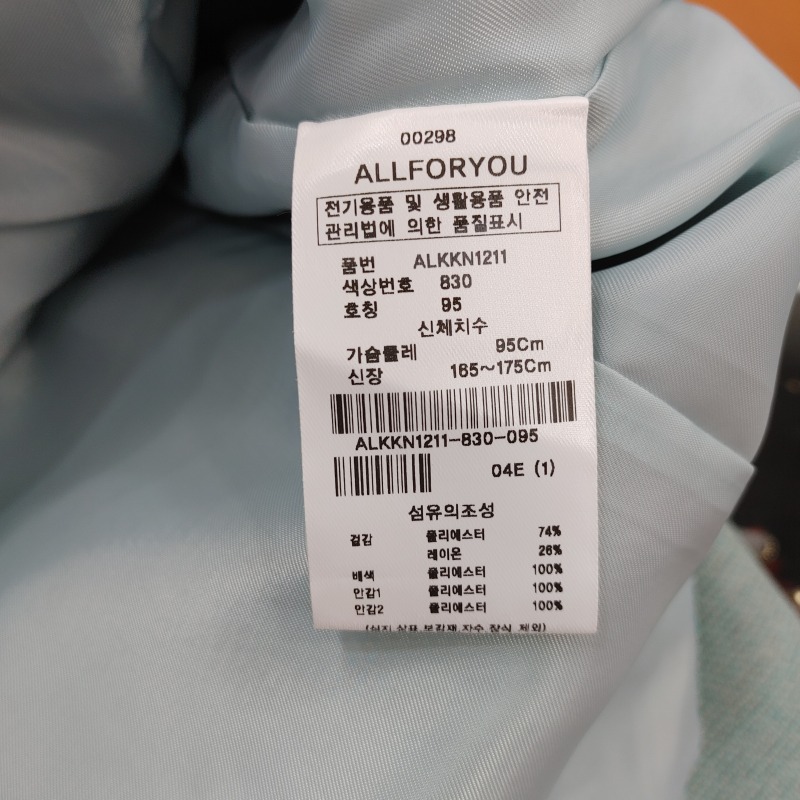 00298
ALLFORYOU
전기용품 및 생활용품 안전
관리법에 의한 품질표시
품번 ALKKN1211
색상번호 830
호칭 95
신체치수
가슴둘레 95Cm
신장 165~175Cm
ALKKN1211-830-095
04E (1)
섬유의조성
겉감 폴리에스터 74%
레이온 26%
배색 폴리에스터 100%
안감1 폴리에스터 100%
안감2 폴리에스터 100%
제외)